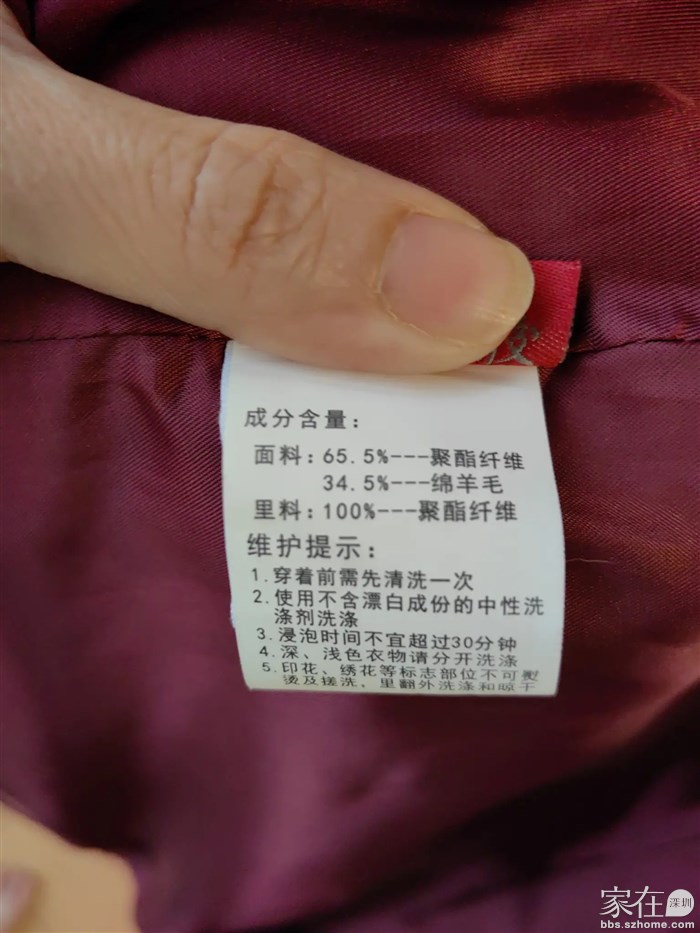 成分含量：
面料：65.5%---聚酯纤维
34.5%---绵羊毛
里料：100%---聚酯纤维
维护提示：
1.穿着前需先清洗一次
2.使用不含漂白成份的中性洗
涤剂洗涤
3.浸泡时间不宜超过30分钟
4.深、浅色衣物请分开洗涤
5.印花、绣花等标志部位不可熨
烫及搓洗，里翻外洗涤和晾干
家在深圳
bbs.szhome.com